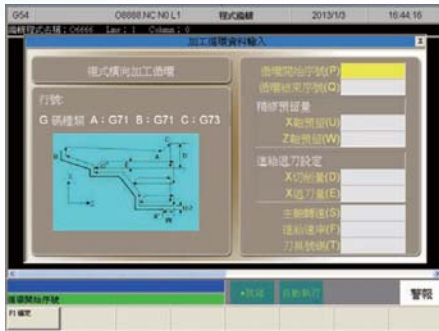 G54 O8888.NC N0 L1 程式編輯 2013/1/3 16:44:16
編輯程式名稱：O6666 Line：1 Column：0
加工循環資料輸入 X
複式橫向加工循環
行號:
G 碼種類 A：G71 B：G71 C：G73
循環開始序號(P)
循環結束序號(Q)
精修預留量
X軸預留(U)
Z軸預留(W)
進給退刀設定
X切削量(D)
X退刀量(E)
主軸轉速(S)
進給速率(F)
刀具號碼(T)
循環開始序號
就緒 自動執行 警報
F1 確定